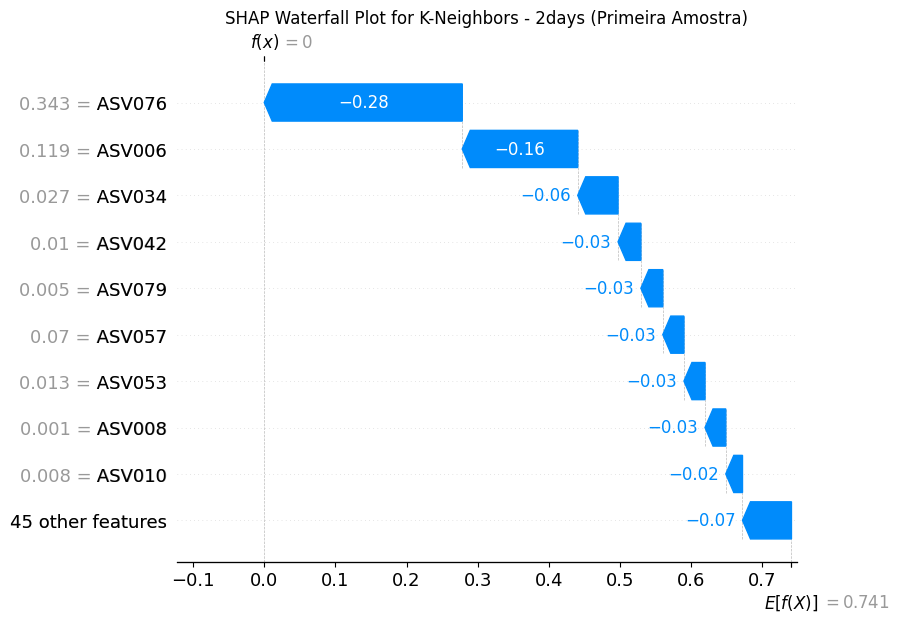 SHAP Waterfall Plot for K-Neighbors - 2days (Primeira Amostra)
f(x) = 0
0.343 = ASV076
−0.28
0.119 = ASV006
−0.16
0.027 = ASV034
−0.06
0.01 = ASV042
−0.03
0.005 = ASV079
−0.03
0.07 = ASV057
−0.03
0.013 = ASV053
−0.03
0.001 = ASV008
−0.03
0.008 = ASV010
−0.02
45 other features
−0.07
−0.1 0.0 0.1 0.2 0.3 0.4 0.5 0.6 0.7
E[f(X)] = 0.741